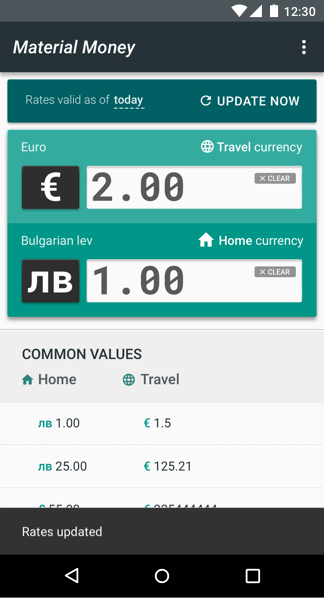 12:30
Material Money
Rates valid as of today
UPDATE NOW
Euro
Travel currency
€
2.00
CLEAR
Bulgarian lev
Home currency
лв
1.00
CLEAR
COMMON VALUES
Home Travel
лв 1.00 € 1.5
лв 25.00 € 125.21
Rates updated